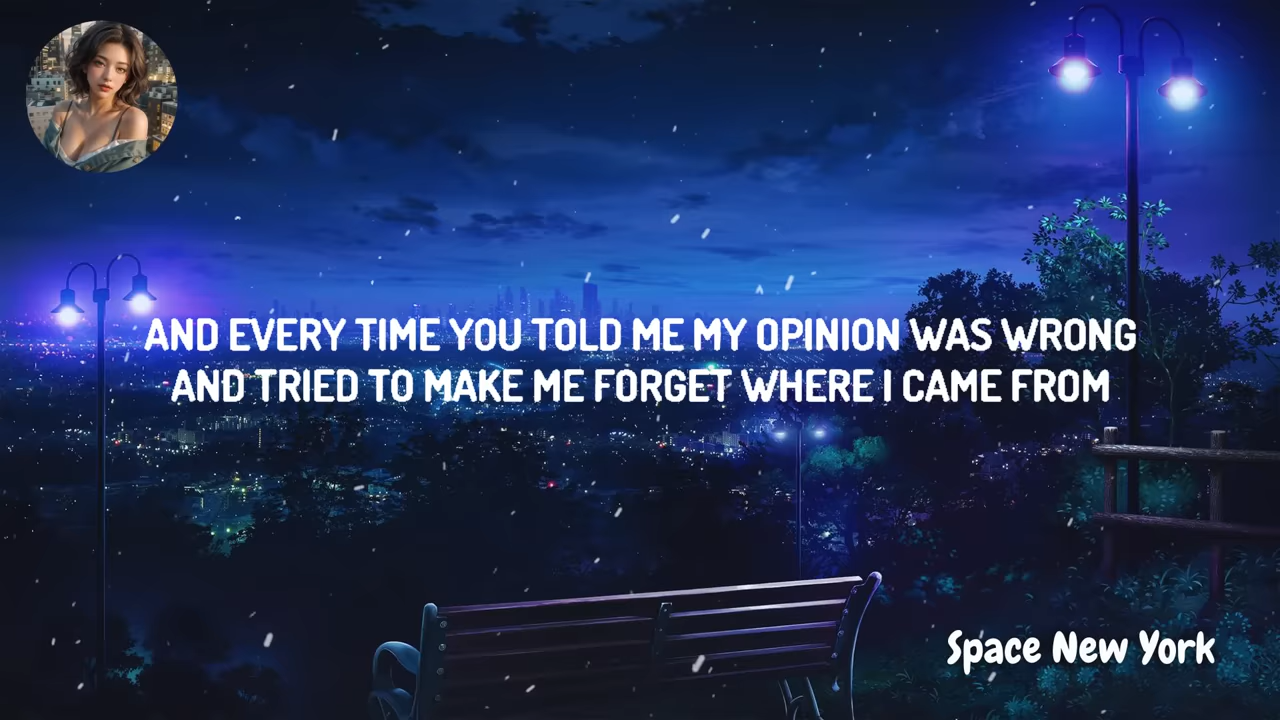 AND EVERY TIME YOU TOLD ME MY OPINION WAS WRONG
AND TRIED TO MAKE ME FORGET WHERE I CAME FROM
Space New York